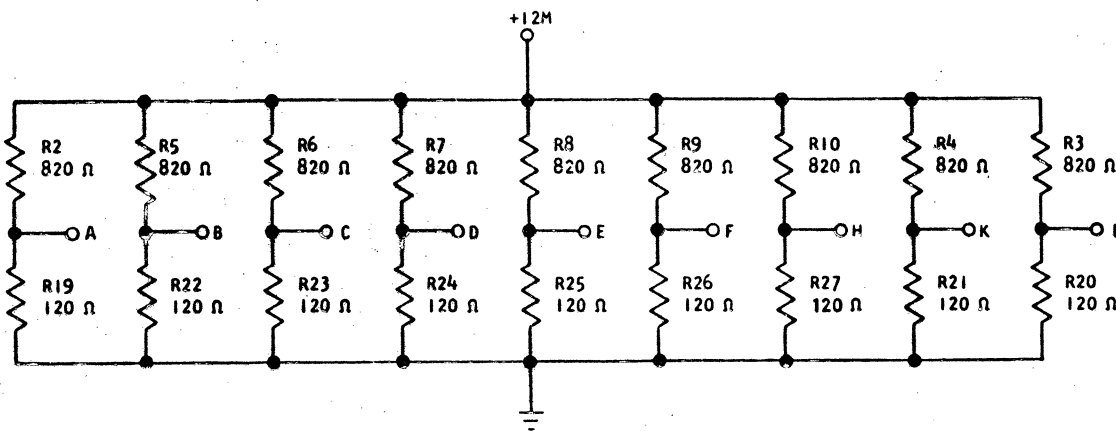 +12M
R2 R5 R6 R7 R8 R9 R10 R4 R3
820 Ω 820 Ω 820 Ω 820 Ω 820 Ω 820 Ω 820 Ω 820 Ω 820 Ω
A B C D E F H K
R19 R22 R23 R24 R25 R26 R27 R21 R20
120 Ω 120 Ω 120 Ω 120 Ω 120 Ω 120 Ω 120 Ω 120 Ω 120 Ω